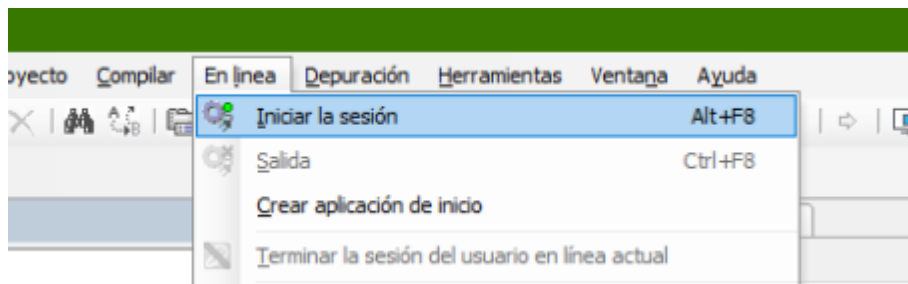 oyecto Compilar En línea Depuración Herramientas Ventana Ayuda
Iniciar la sesión Alt+F8
Salida Ctrl+F8
Crear aplicación de inicio
Terminar la sesión del usuario en línea actual